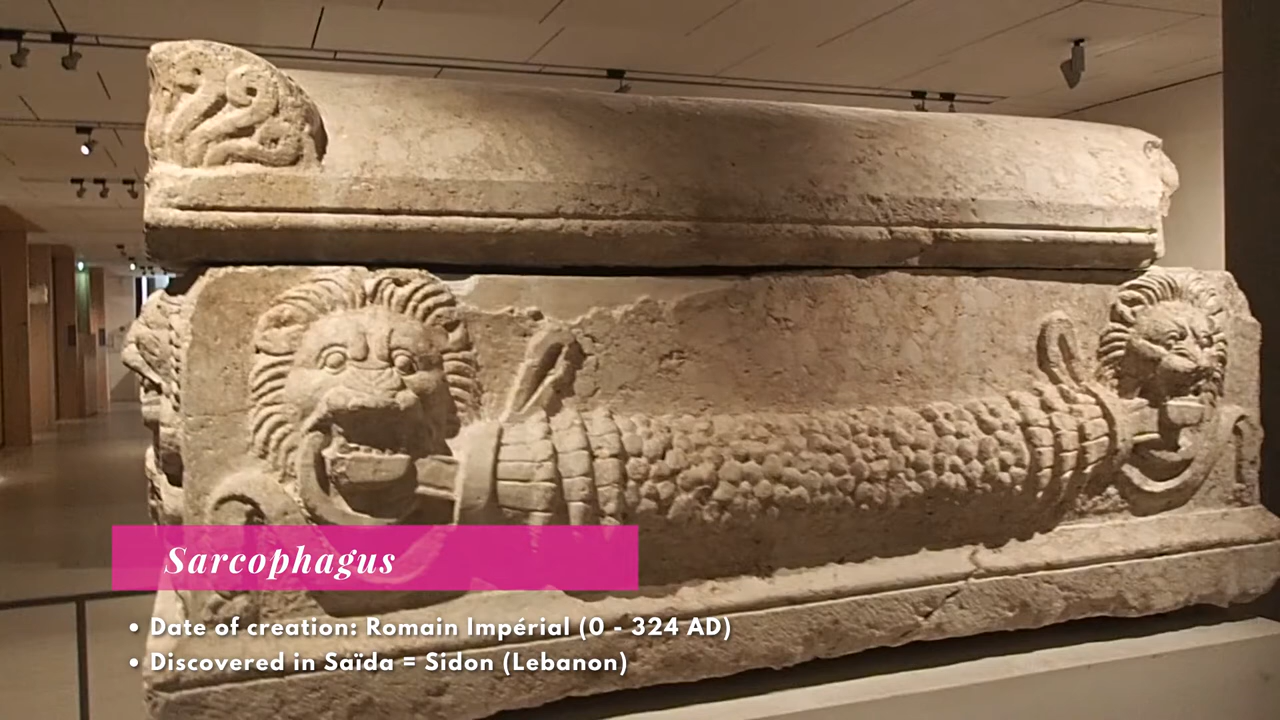 Sarcophagus
• Date of creation: Romain Impérial (0 - 324 AD)
• Discovered in Saïda = Sidon (Lebanon)